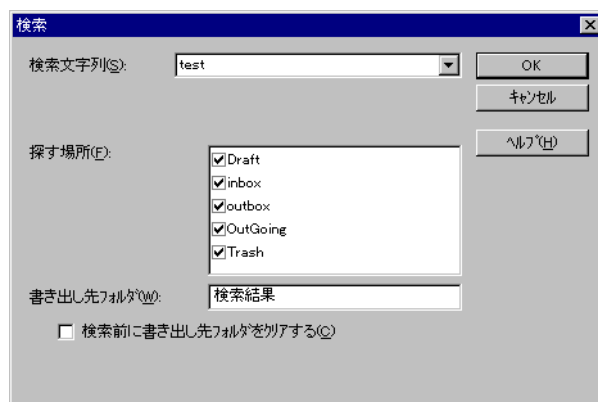 検索
検索文字列(S):
test
OK
キャンセル
ヘルプ(H)
探す場所(F):
Draft
inbox
outbox
OutGoing
Trash
書き出し先フォルダ(W):
検索結果
検索前に書き出し先フォルダをクリアする(C)